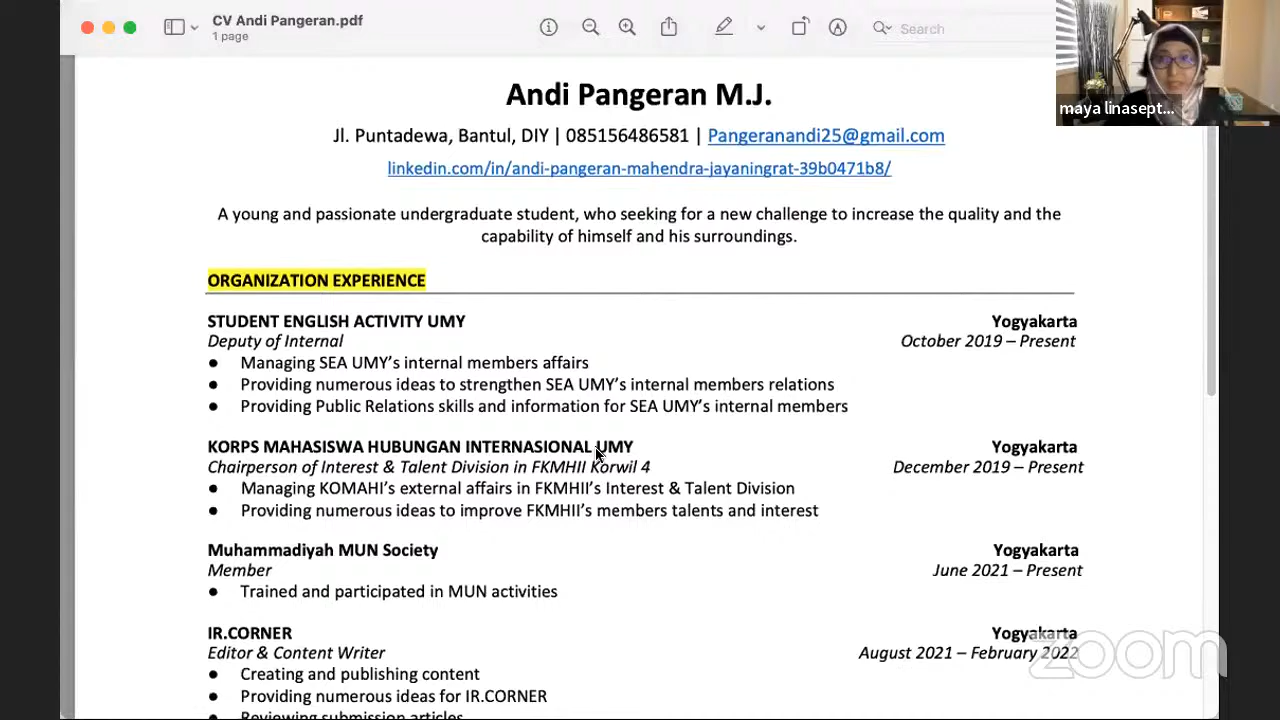 CV Andi Pangeran.pdf
1 page
Search
maya linasept...
Andi Pangeran M.J.
Jl. Puntadewa, Bantul, DIY | 085156486581 | Pangeranandi25@gmail.com
linkedin.com/in/andi-pangeran-mahendra-jayaningrat-39b0471b8/
A young and passionate undergraduate student, who seeking for a new challenge to increase the quality and the
capability of himself and his surroundings.
ORGANIZATION EXPERIENCE
STUDENT ENGLISH ACTIVITY UMY Yogyakarta
Deputy of Internal October 2019 – Present
● Managing SEA UMY’s internal members affairs
● Providing numerous ideas to strengthen SEA UMY’s internal members relations
● Providing Public Relations skills and information for SEA UMY’s internal members
KORPS MAHASISWA HUBUNGAN INTERNASIONAL UMY Yogyakarta
Chairperson of Interest & Talent Division in FKMHII Korwil 4 December 2019 – Present
● Managing KOMAHI’s external affairs in FKMHII’s Interest & Talent Division
● Providing numerous ideas to improve FKMHII’s members talents and interest
Muhammadiyah MUN Society Yogyakarta
Member June 2021 – Present
● Trained and participated in MUN activities
IR.CORNER Yogyakarta
Editor & Content Writer August 2021 – February 2022
● Creating and publishing content
● Providing numerous ideas for IR.CORNER
● Reviewing submission articles
zoom